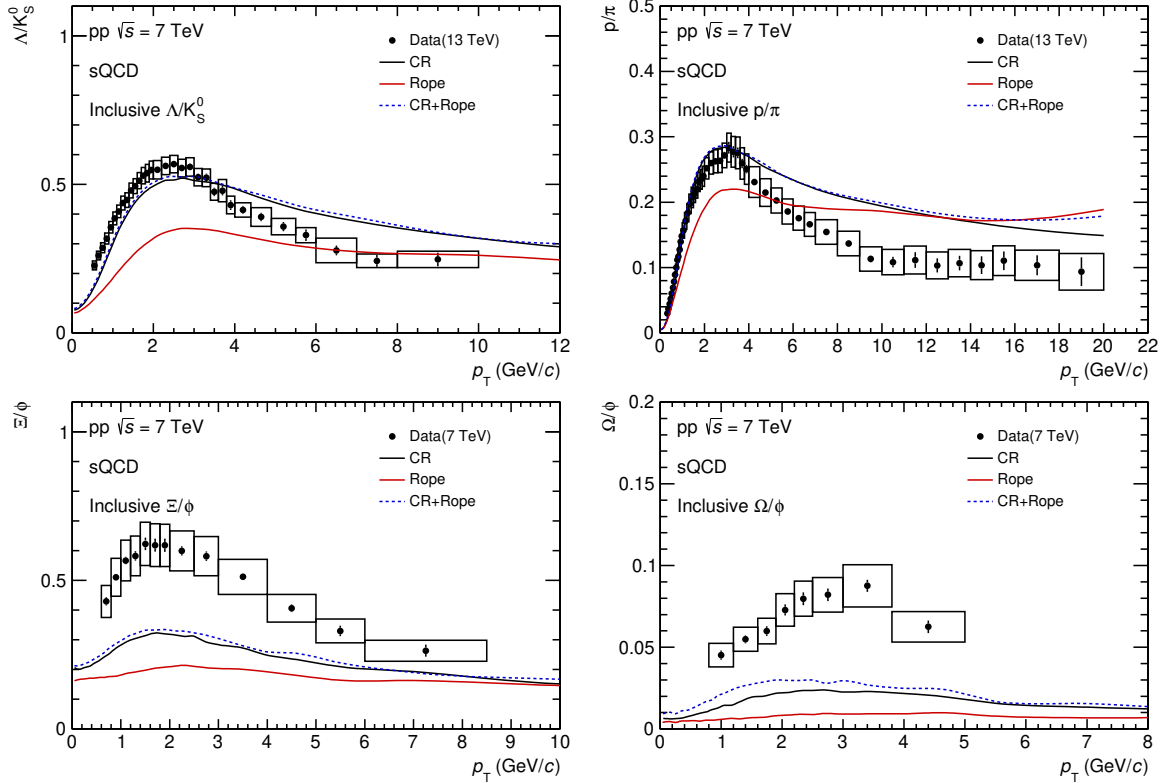 Λ/K⁰_S
pp √s = 7 TeV
sQCD
Inclusive Λ/K⁰_S
Data(13 TeV)
CR
Rope
CR+Rope
1
0.5
0
0 2 4 6 8 10 12
p_T (GeV/c)
p/π
pp √s = 7 TeV
sQCD
Inclusive p/π
Data(13 TeV)
CR
Rope
CR+Rope
0.5
0.4
0.3
0.2
0.1
0
0 2 4 6 8 10 12 14 16 18 20 22
p_T (GeV/c)
Ξ/ϕ
pp √s = 7 TeV
sQCD
Inclusive Ξ/ϕ
Data(7 TeV)
CR
Rope
CR+Rope
1
0.5
0
0 1 2 3 4 5 6 7 8 9 10
p_T (GeV/c)
Ω/ϕ
pp √s = 7 TeV
sQCD
Inclusive Ω/ϕ
Data(7 TeV)
CR
Rope
CR+Rope
0.2
0.15
0.1
0.05
0
0 1 2 3 4 5 6 7 8
p_T (GeV/c)